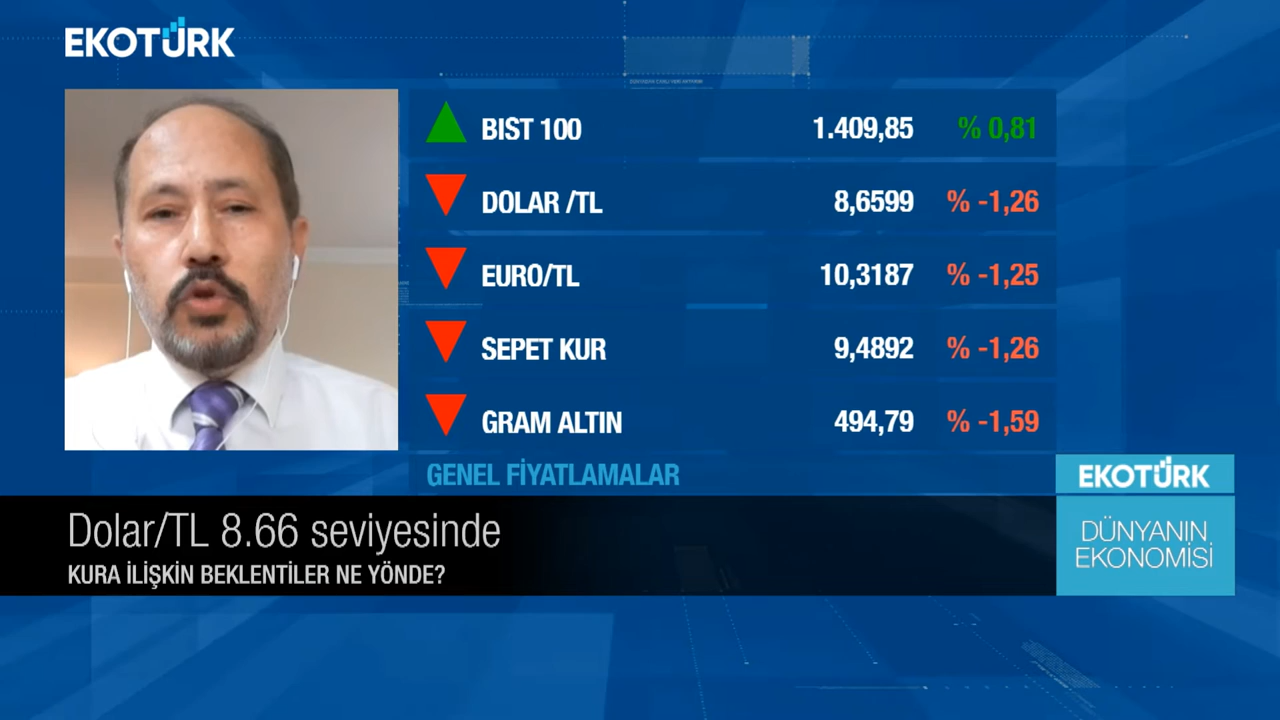 EKOTÜRK
BIST 100 1.409,85 % 0,81
DOLAR /TL 8,6599 % -1,26
EURO/TL 10,3187 % -1,25
SEPET KUR 9,4892 % -1,26
GRAM ALTIN 494,79 % -1,59
GENEL FİYATLAMALAR
EKOTÜRK
Dolar/TL 8.66 seviyesinde
KURA İLİŞKİN BEKLENTİLER NE YÖNDE?
DÜNYANIN
EKONOMİSİ